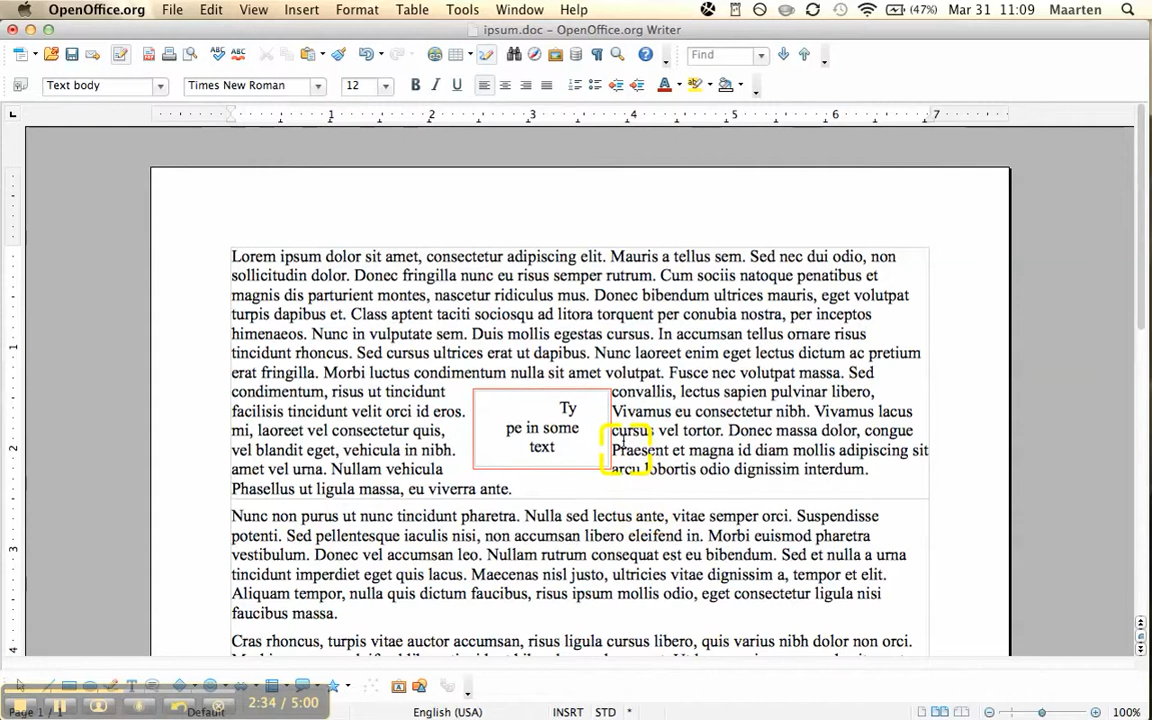 OpenOffice.org File Edit View Insert Format Table Tools Window Help (47%) Mar 31 11:09 Maarten
ipsum.doc – OpenOffice.org Writer
Find
Text body Times New Roman 12 B I U
1 2 3 4 5 6 7
Lorem ipsum dolor sit amet, consectetur adipiscing elit. Mauris a tellus sem. Sed nec dui odio, non
sollicitudin dolor. Donec fringilla nunc eu risus semper rutrum. Cum sociis natoque penatibus et
magnis dis parturient montes, nascetur ridiculus mus. Donec bibendum ultrices mauris, eget volutpat
turpis dapibus et. Class aptent taciti sociosqu ad litora torquent per conubia nostra, per inceptos
himenaeos. Nunc in vulputate sem. Duis mollis egestas cursus. In accumsan tellus ornare risus
tincidunt rhoncus. Sed cursus ultrices erat ut dapibus. Nunc laoreet enim eget lectus dictum ac pretium
erat fringilla. Morbi luctus condimentum nulla sit amet volutpat. Fusce nec volutpat massa. Sed
condimentum, risus ut tincidunt convallis, lectus sapien pulvinar libero,
facilisis tincidunt velit orci id eros. Ty Vivamus eu consectetur nibh. Vivamus lacus
mi, laoreet vel consectetur quis, pe in some cursus vel tortor. Donec massa dolor, congue
vel blandit eget, vehicula in nibh. text Praesent et magna id diam mollis adipiscing sit
amet vel urna. Nullam vehicula arcu lobortis odio dignissim interdum.
Phasellus ut ligula massa, eu viverra ante.
Nunc non purus ut nunc tincidunt pharetra. Nulla sed lectus ante, vitae semper orci. Suspendisse
potenti. Sed pellentesque iaculis nisi, non accumsan libero eleifend in. Morbi euismod pharetra
vestibulum. Donec vel accumsan leo. Nullam rutrum consequat est eu bibendum. Sed et nulla a urna
tincidunt imperdiet eget quis lacus. Maecenas nisl justo, ultricies vitae dignissim a, tempor et elit.
Aliquam tempor, nulla quis dictum faucibus, risus ipsum mollis odio, eget consectetur ligula nisi
faucibus massa.
Cras rhoncus, turpis vitae auctor accumsan, risus ligula cursus libero, quis varius nibh dolor non orci.
2:34 / 5:00
Page 1 / 1 Default English (USA) INSRT STD * 100%